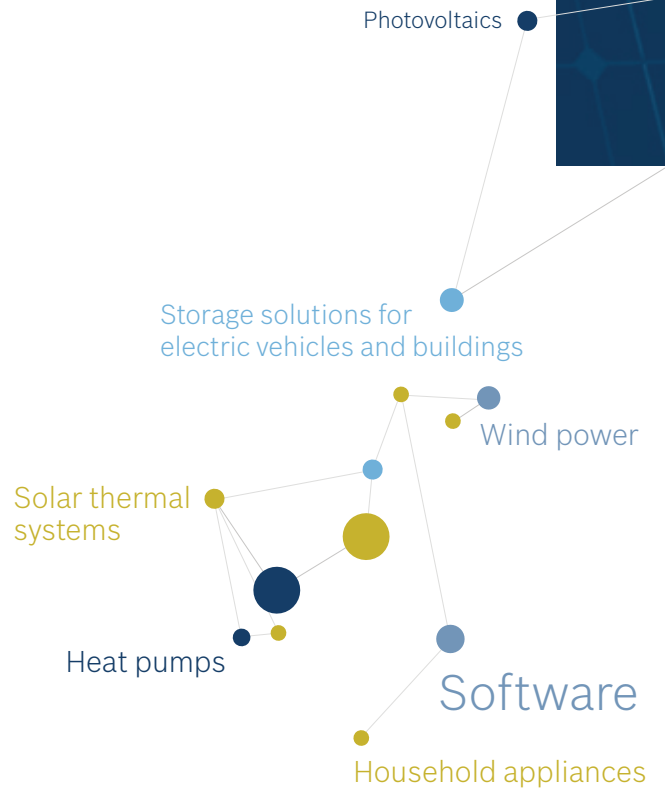 Photovoltaics
Storage solutions for
electric vehicles and buildings
Wind power
Solar thermal
systems
Heat pumps
Software
Household appliances